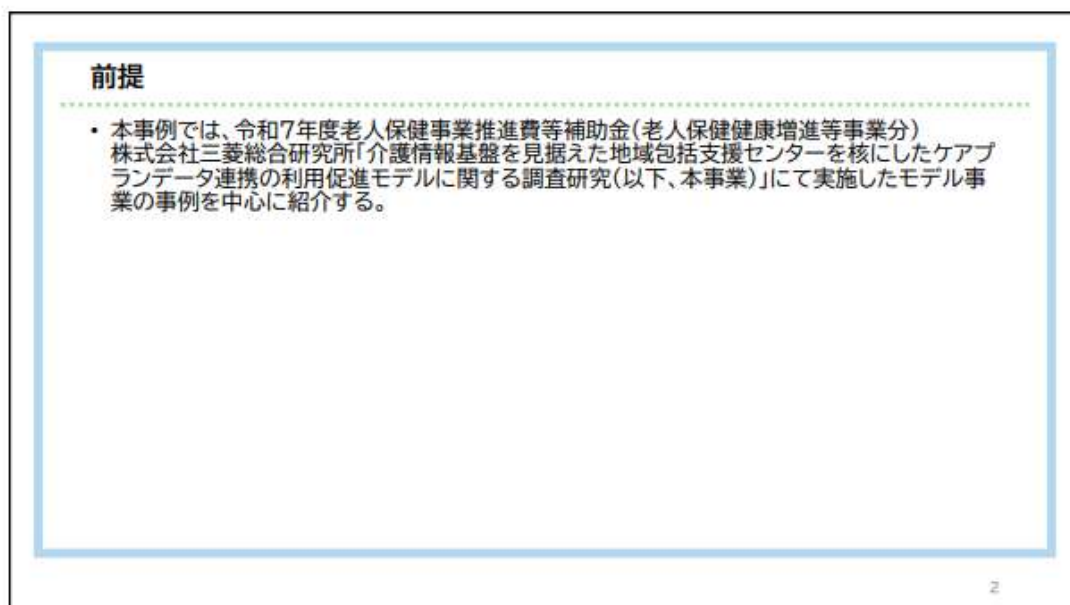 前提
• 本事例では、令和7年度老人保健事業推進費等補助金(老人保健健康増進等事業分)
株式会社三菱総合研究所「介護情報基盤を見据えた地域包括支援センターを核にしたケアプ
ランデータ連携の利用促進モデルに関する調査研究(以下、本事業)」にて実施したモデル事
業の事例を中心に紹介する。
2